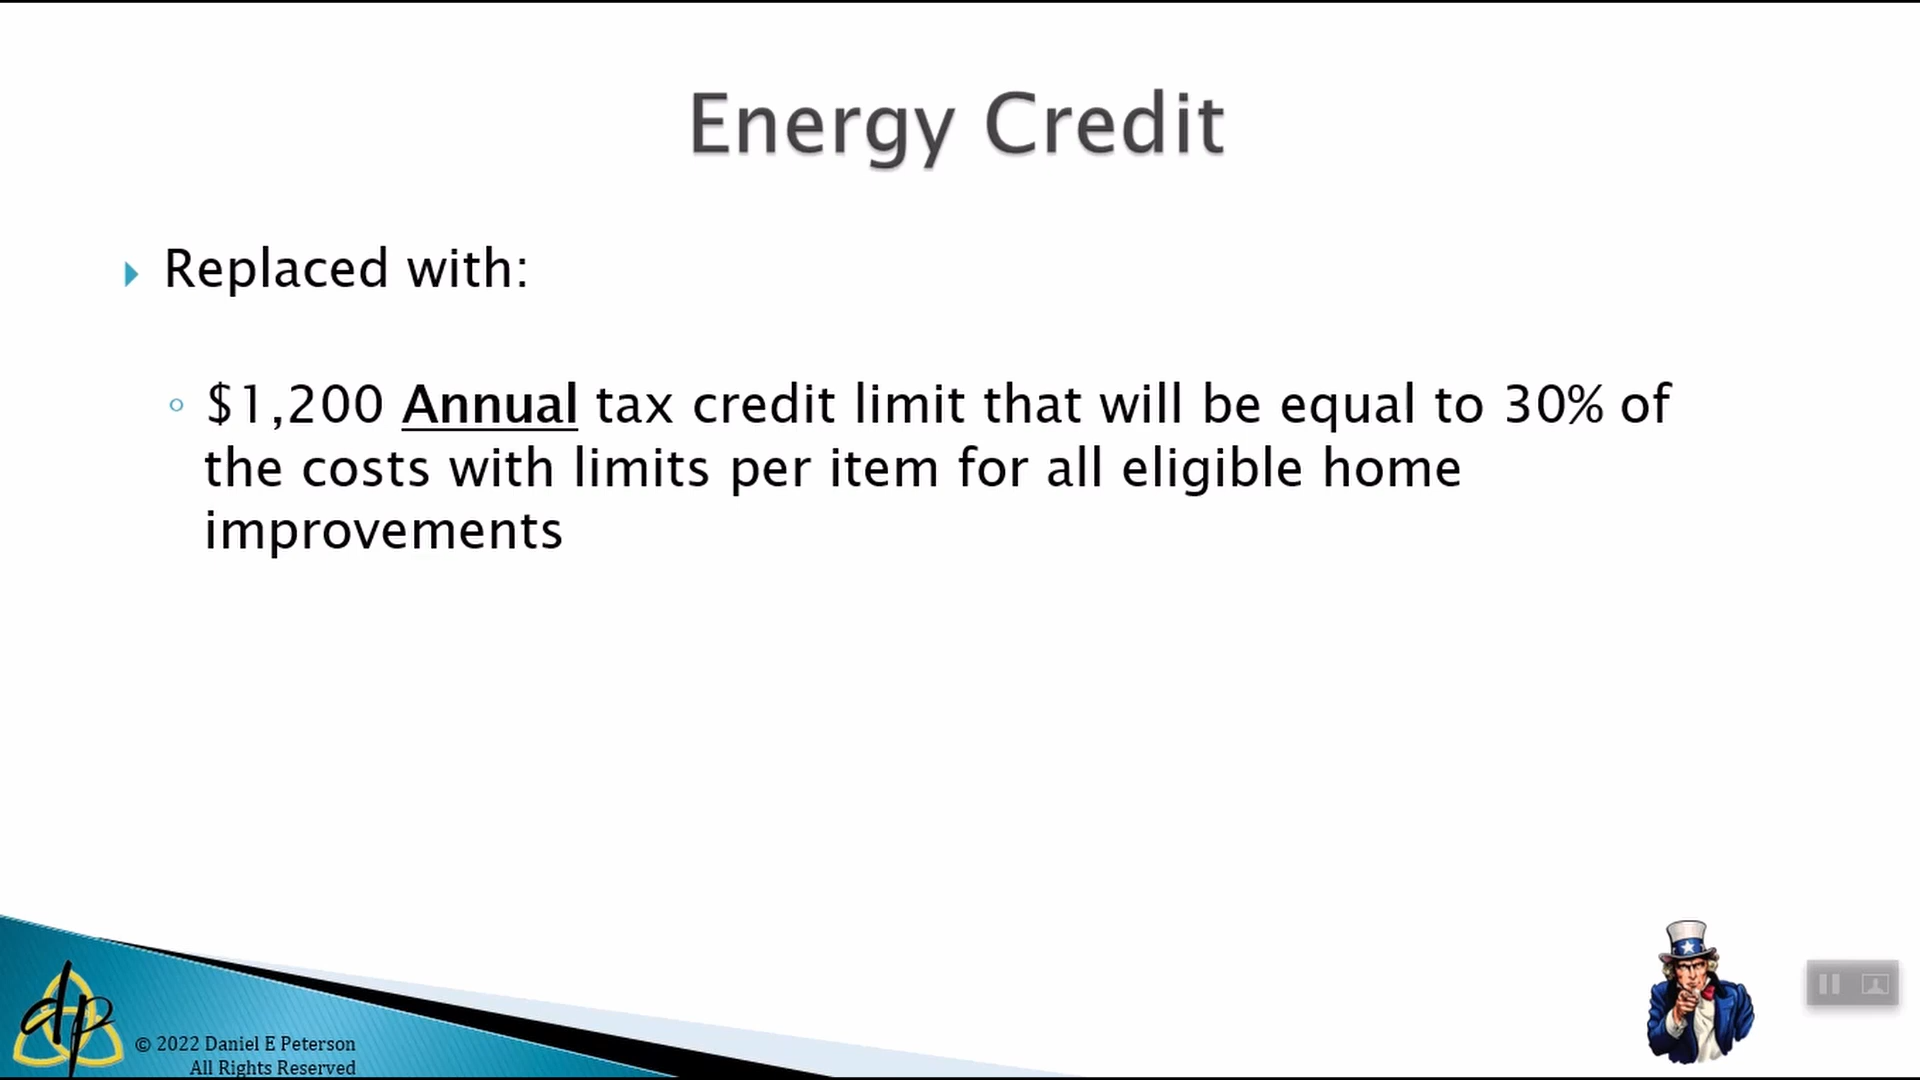 Energy Credit
Replaced with:
$1,200 Annual tax credit limit that will be equal to 30% of
the costs with limits per item for all eligible home
improvements
dp
© 2022 Daniel E Peterson
All Rights Reserved